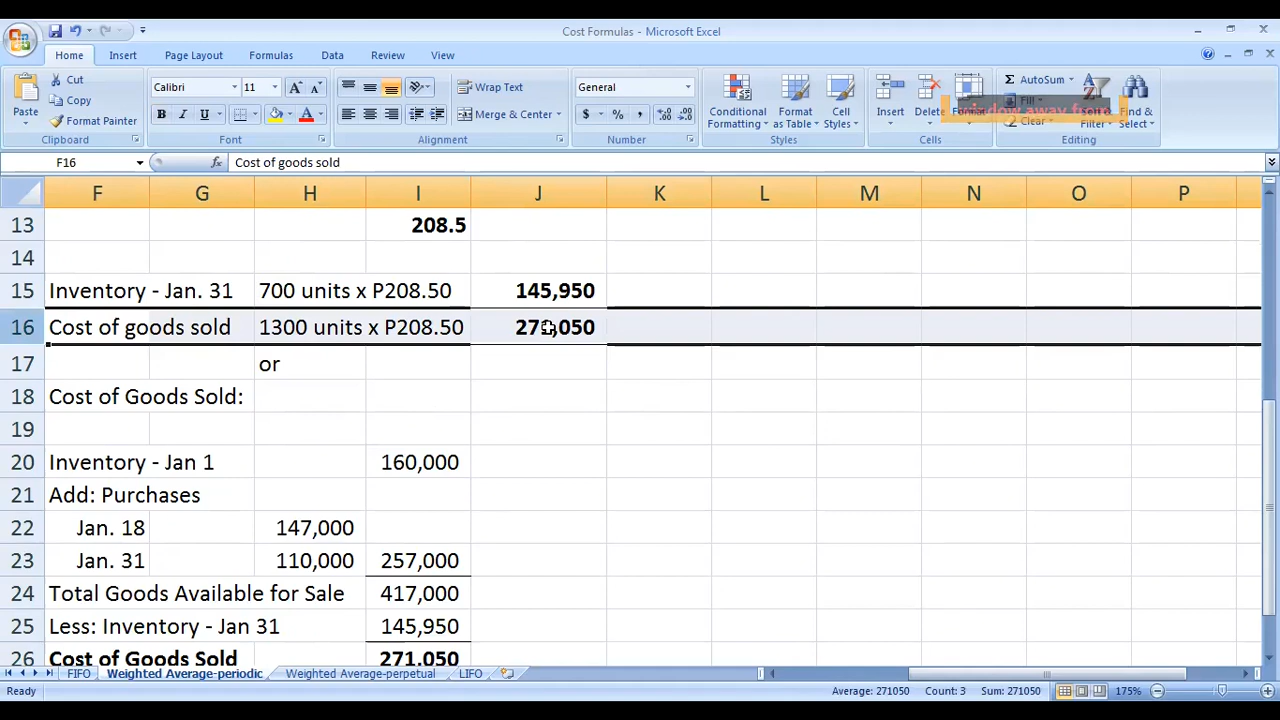 Cost Formulas - Microsoft Excel
Home Insert Page Layout Formulas Data Review View
Cut
Copy
Format Painter
Paste
Clipboard
Calibri 11
Font
Wrap Text
Merge & Center
Alignment
General
Number
Conditional Formatting
Format as Table
Cell Styles
Styles
Insert Delete Format
Cells
AutoSum
Fill
Clear
Sort
Filter
Find & Select
Editing
window away from
F16 fx Cost of goods sold
F G H I J K L M N O P
13 208.5
14
15 Inventory - Jan. 31 700 units x P208.50 145,950
16 Cost of goods sold 1300 units x P208.50 271,050
17 or
18 Cost of Goods Sold:
19
20 Inventory - Jan 1 160,000
21 Add: Purchases
22 Jan. 18 147,000
23 Jan. 31 110,000 257,000
24 Total Goods Available for Sale 417,000
25 Less: Inventory - Jan 31 145,950
26 Cost of Goods Sold 271,050
FIFO Weighted Average-periodic Weighted Average-perpetual LIFO
Ready Average: 271050 Count: 3 Sum: 271050 175%